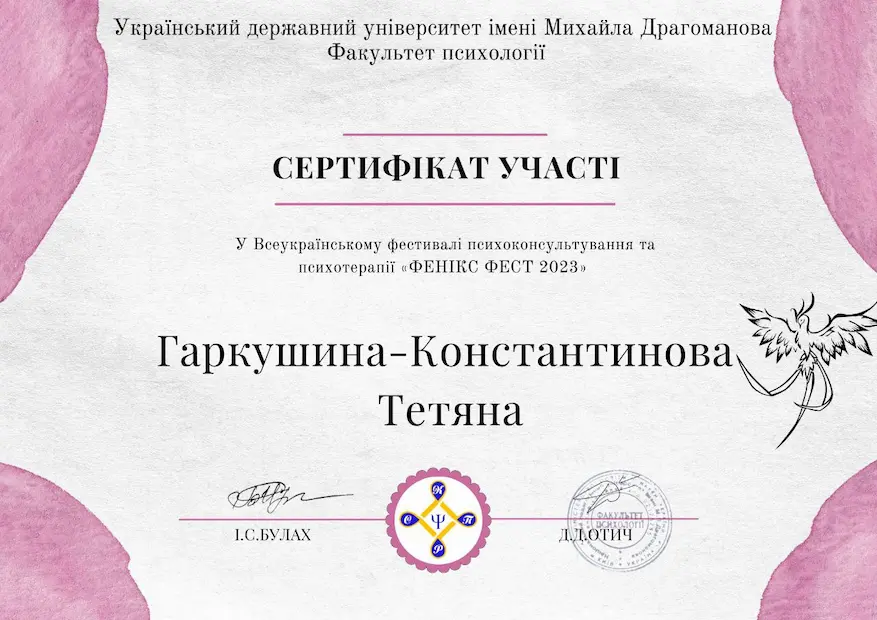 Український державний університет імені Михайла Драгоманова
Факультет психології
СЕРТИФІКАТ УЧАСТІ
У Всеукраїнському фестивалі психоконсультування та
психотерапії «ФЕНІКС ФЕСТ 2023»
Гаркушина-Константинова
Тетяна
К
О Ψ П
Р
ФАКУЛЬТЕТ
ПСИХОЛОГІЇ
І.С.БУЛАХ
Д.Д.ОТИЧ